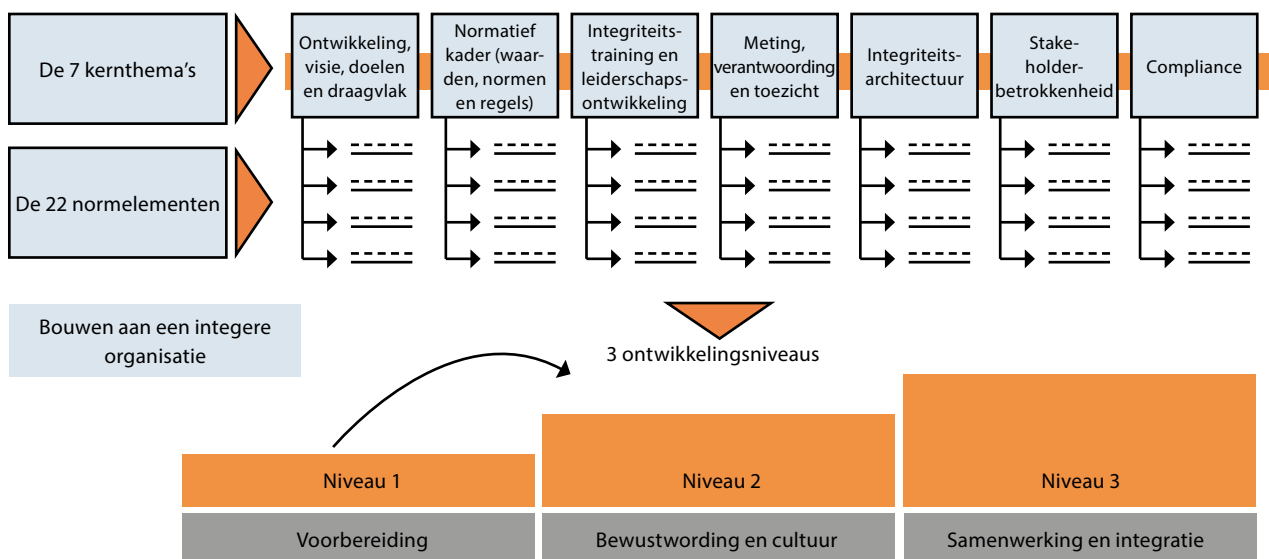 De 7 kernthema's
Ontwikkeling,
visie, doelen
en draagvlak
Normatief
kader (waar-
den, normen
en regels)
Integriteits-
training en
leiderschaps-
ontwikkeling
Meting,
verantwoording
en toezicht
Integriteits-
architectuur
Stake-
holder-
betrokkenheid
Compliance
De 22 normelementen
Bouwen aan een integere
organisatie
3 ontwikkelingsniveaus
Niveau 1
Niveau 2
Niveau 3
Voorbereiding
Bewustwording en cultuur
Samenwerking en integratie